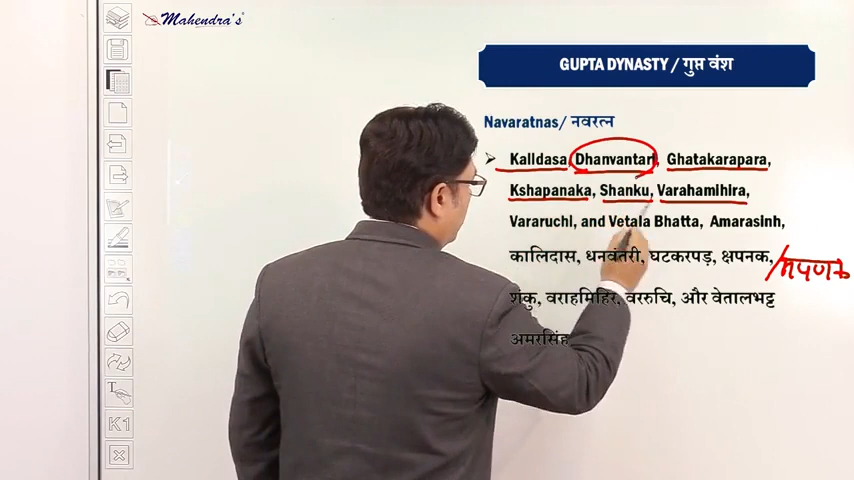 Mahendra's
GUPTA DYNASTY / गुप्त वंश
Navaratnas/ नवरत्न
➤ Kalidasa, Dhanvantari, Ghatakarapara,
Kshapanaka, Shanku, Varahamihira,
Vararuchi, and Vetala Bhatta, Amarasinh,
कालिदास, धनवंतरी, घटकरपड़, क्षपनक,
शंकु, वराहमिहिर, वररुचि, और वेतालभट्ट
अमरसिंह
T
K1